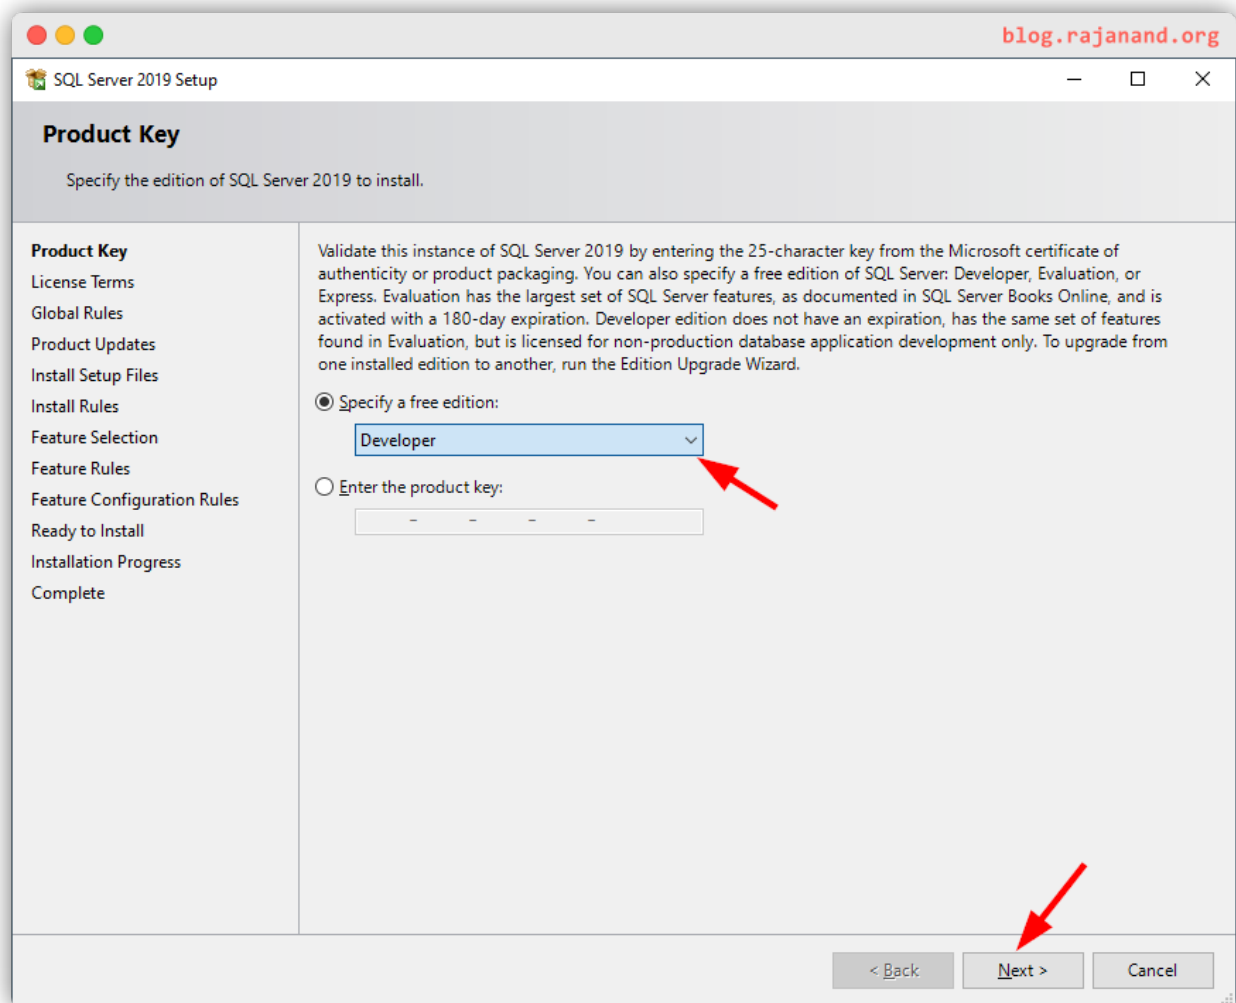 blog.rajanand.org
SQL Server 2019 Setup
Product Key
Specify the edition of SQL Server 2019 to install.
Product Key
License Terms
Global Rules
Product Updates
Install Setup Files
Install Rules
Feature Selection
Feature Rules
Feature Configuration Rules
Ready to Install
Installation Progress
Complete
Validate this instance of SQL Server 2019 by entering the 25-character key from the Microsoft certificate of
authenticity or product packaging. You can also specify a free edition of SQL Server: Developer, Evaluation, or
Express. Evaluation has the largest set of SQL Server features, as documented in SQL Server Books Online, and is
activated with a 180-day expiration. Developer edition does not have an expiration, has the same set of features
found in Evaluation, but is licensed for non-production database application development only. To upgrade from
one installed edition to another, run the Edition Upgrade Wizard.
Specify a free edition:
Developer
Enter the product key:
- - - -
< Back Next > Cancel